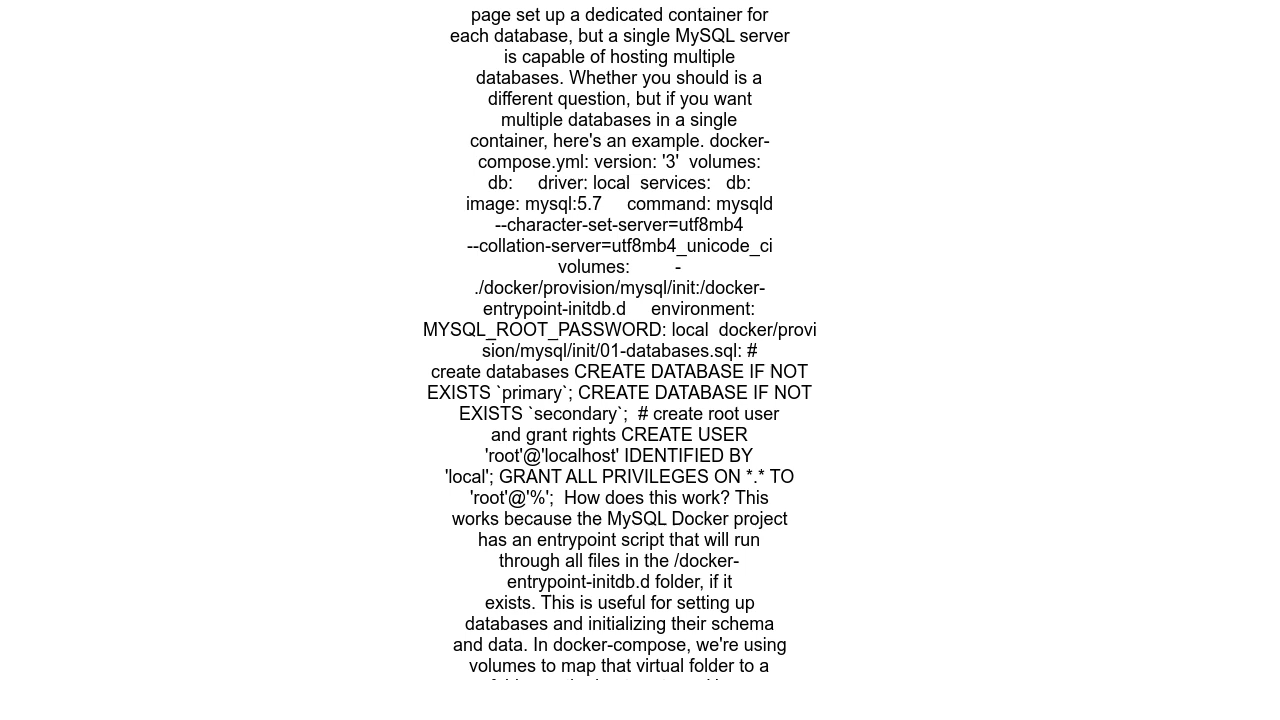 page set up a dedicated container for
each database, but a single MySQL server
is capable of hosting multiple
databases. Whether you should is a
different question, but if you want
multiple databases in a single
container, here's an example. docker-
compose.yml: version: '3'  volumes:
db:     driver: local  services:   db:
image: mysql:5.7     command: mysqld
--character-set-server=utf8mb4
--collation-server=utf8mb4_unicode_ci
volumes:         -
./docker/provision/mysql/init:/docker-
entrypoint-initdb.d     environment:
MYSQL_ROOT_PASSWORD: local  docker/provi
sion/mysql/init/01-databases.sql: #
create databases CREATE DATABASE IF NOT
EXISTS `primary`; CREATE DATABASE IF NOT
EXISTS `secondary`;  # create root user
and grant rights CREATE USER
'root'@'localhost' IDENTIFIED BY
'local'; GRANT ALL PRIVILEGES ON *.* TO
'root'@'%';  How does this work? This
works because the MySQL Docker project
has an entrypoint script that will run
through all files in the /docker-
entrypoint-initdb.d folder, if it
exists. This is useful for setting up
databases and initializing their schema
and data. In docker-compose, we're using
volumes to map that virtual folder to a